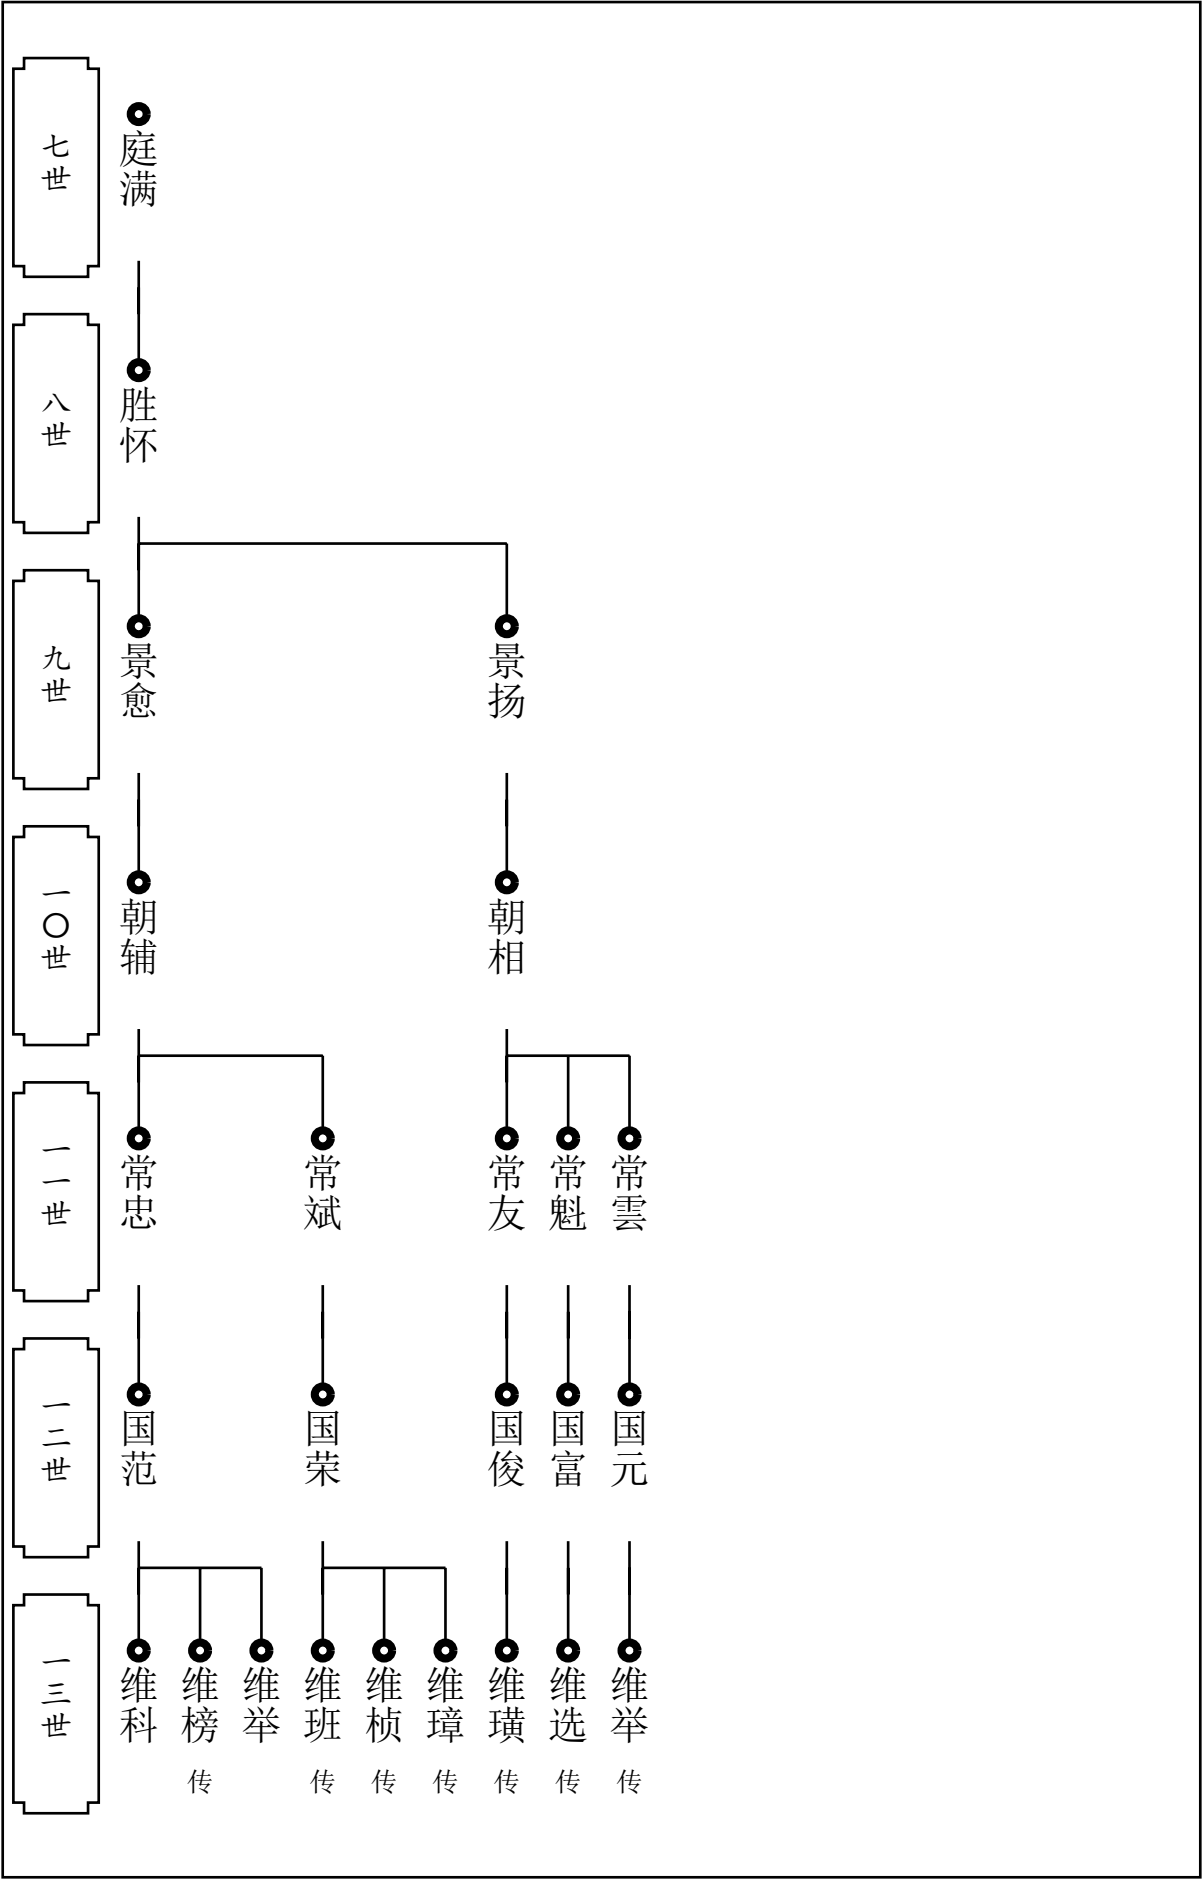 七世
庭满
八世
胜怀
九世
景愈
景扬
一〇世
朝辅
朝相
一一世
常忠
常斌
常友
常魁
常雲
一二世
国范
国荣
国俊
国富
国元
一三世
维科
维榜
传
维举
维班
传
维桢
传
维璋
传
维璜
传
维选
传
维举
传